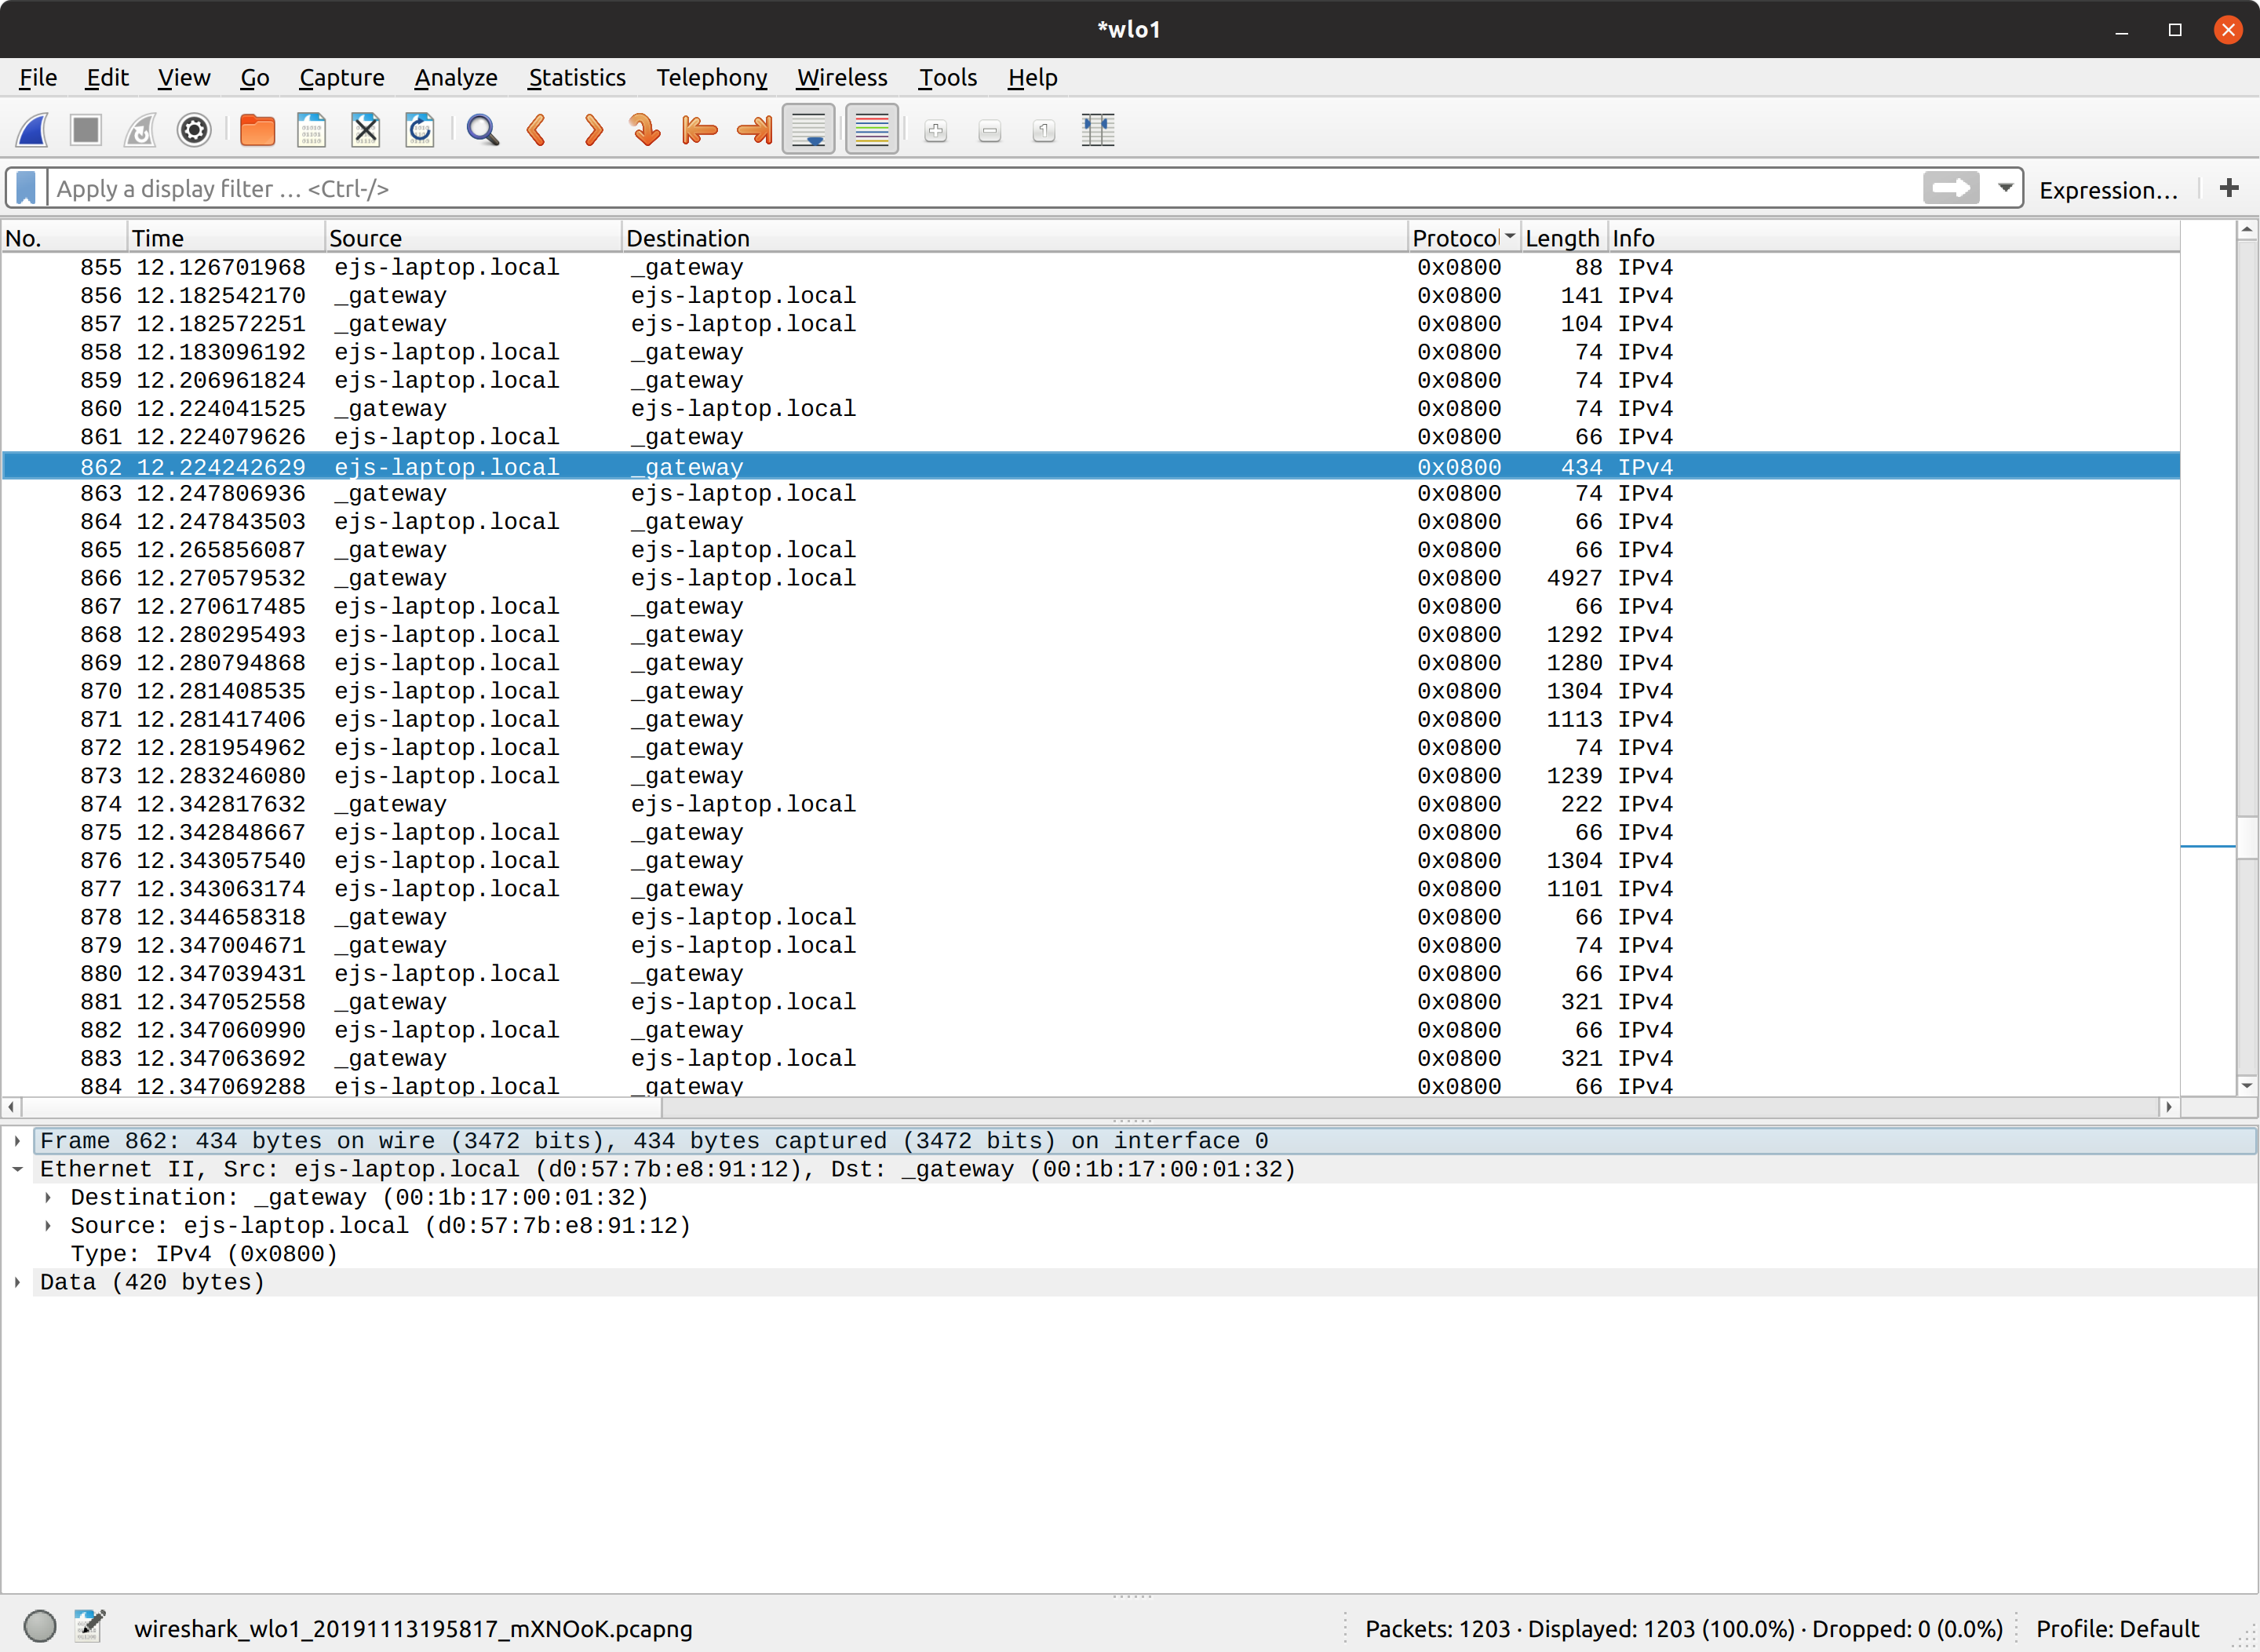 *wlo1
File Edit View Go Capture Analyze Statistics Telephony Wireless Tools Help
Apply a display filter ... <Ctrl-/> Expression...
No. Time Source Destination Protocol Length Info
855 12.126701968 ejs-laptop.local _gateway 0x0800 88 IPv4
856 12.182542170 _gateway ejs-laptop.local 0x0800 141 IPv4
857 12.182572251 _gateway ejs-laptop.local 0x0800 104 IPv4
858 12.183096192 ejs-laptop.local _gateway 0x0800 74 IPv4
859 12.206961824 ejs-laptop.local _gateway 0x0800 74 IPv4
860 12.224041525 _gateway ejs-laptop.local 0x0800 74 IPv4
861 12.224079626 ejs-laptop.local _gateway 0x0800 66 IPv4
862 12.224242629 ejs-laptop.local _gateway 0x0800 434 IPv4
863 12.247806936 _gateway ejs-laptop.local 0x0800 74 IPv4
864 12.247843503 ejs-laptop.local _gateway 0x0800 66 IPv4
865 12.265856087 _gateway ejs-laptop.local 0x0800 66 IPv4
866 12.270579532 _gateway ejs-laptop.local 0x0800 4927 IPv4
867 12.270617485 ejs-laptop.local _gateway 0x0800 66 IPv4
868 12.280295493 ejs-laptop.local _gateway 0x0800 1292 IPv4
869 12.280794868 ejs-laptop.local _gateway 0x0800 1280 IPv4
870 12.281408535 ejs-laptop.local _gateway 0x0800 1304 IPv4
871 12.281417406 ejs-laptop.local _gateway 0x0800 1113 IPv4
872 12.281954962 ejs-laptop.local _gateway 0x0800 74 IPv4
873 12.283246080 ejs-laptop.local _gateway 0x0800 1239 IPv4
874 12.342817632 _gateway ejs-laptop.local 0x0800 222 IPv4
875 12.342848667 ejs-laptop.local _gateway 0x0800 66 IPv4
876 12.343057540 ejs-laptop.local _gateway 0x0800 1304 IPv4
877 12.343063174 ejs-laptop.local _gateway 0x0800 1101 IPv4
878 12.344658318 _gateway ejs-laptop.local 0x0800 66 IPv4
879 12.347004671 _gateway ejs-laptop.local 0x0800 74 IPv4
880 12.347039431 ejs-laptop.local _gateway 0x0800 66 IPv4
881 12.347052558 _gateway ejs-laptop.local 0x0800 321 IPv4
882 12.347060990 ejs-laptop.local _gateway 0x0800 66 IPv4
883 12.347063692 _gateway ejs-laptop.local 0x0800 321 IPv4
884 12.347069288 ejs-laptop.local _gateway 0x0800 66 IPv4
Frame 862: 434 bytes on wire (3472 bits), 434 bytes captured (3472 bits) on interface 0
Ethernet II, Src: ejs-laptop.local (d0:57:7b:e8:91:12), Dst: _gateway (00:1b:17:00:01:32)
Destination: _gateway (00:1b:17:00:01:32)
Source: ejs-laptop.local (d0:57:7b:e8:91:12)
Type: IPv4 (0x0800)
Data (420 bytes)
wireshark_wlo1_20191113195817_mXNOoK.pcapng Packets: 1203 · Displayed: 1203 (100.0%) · Dropped: 0 (0.0%) Profile: Default